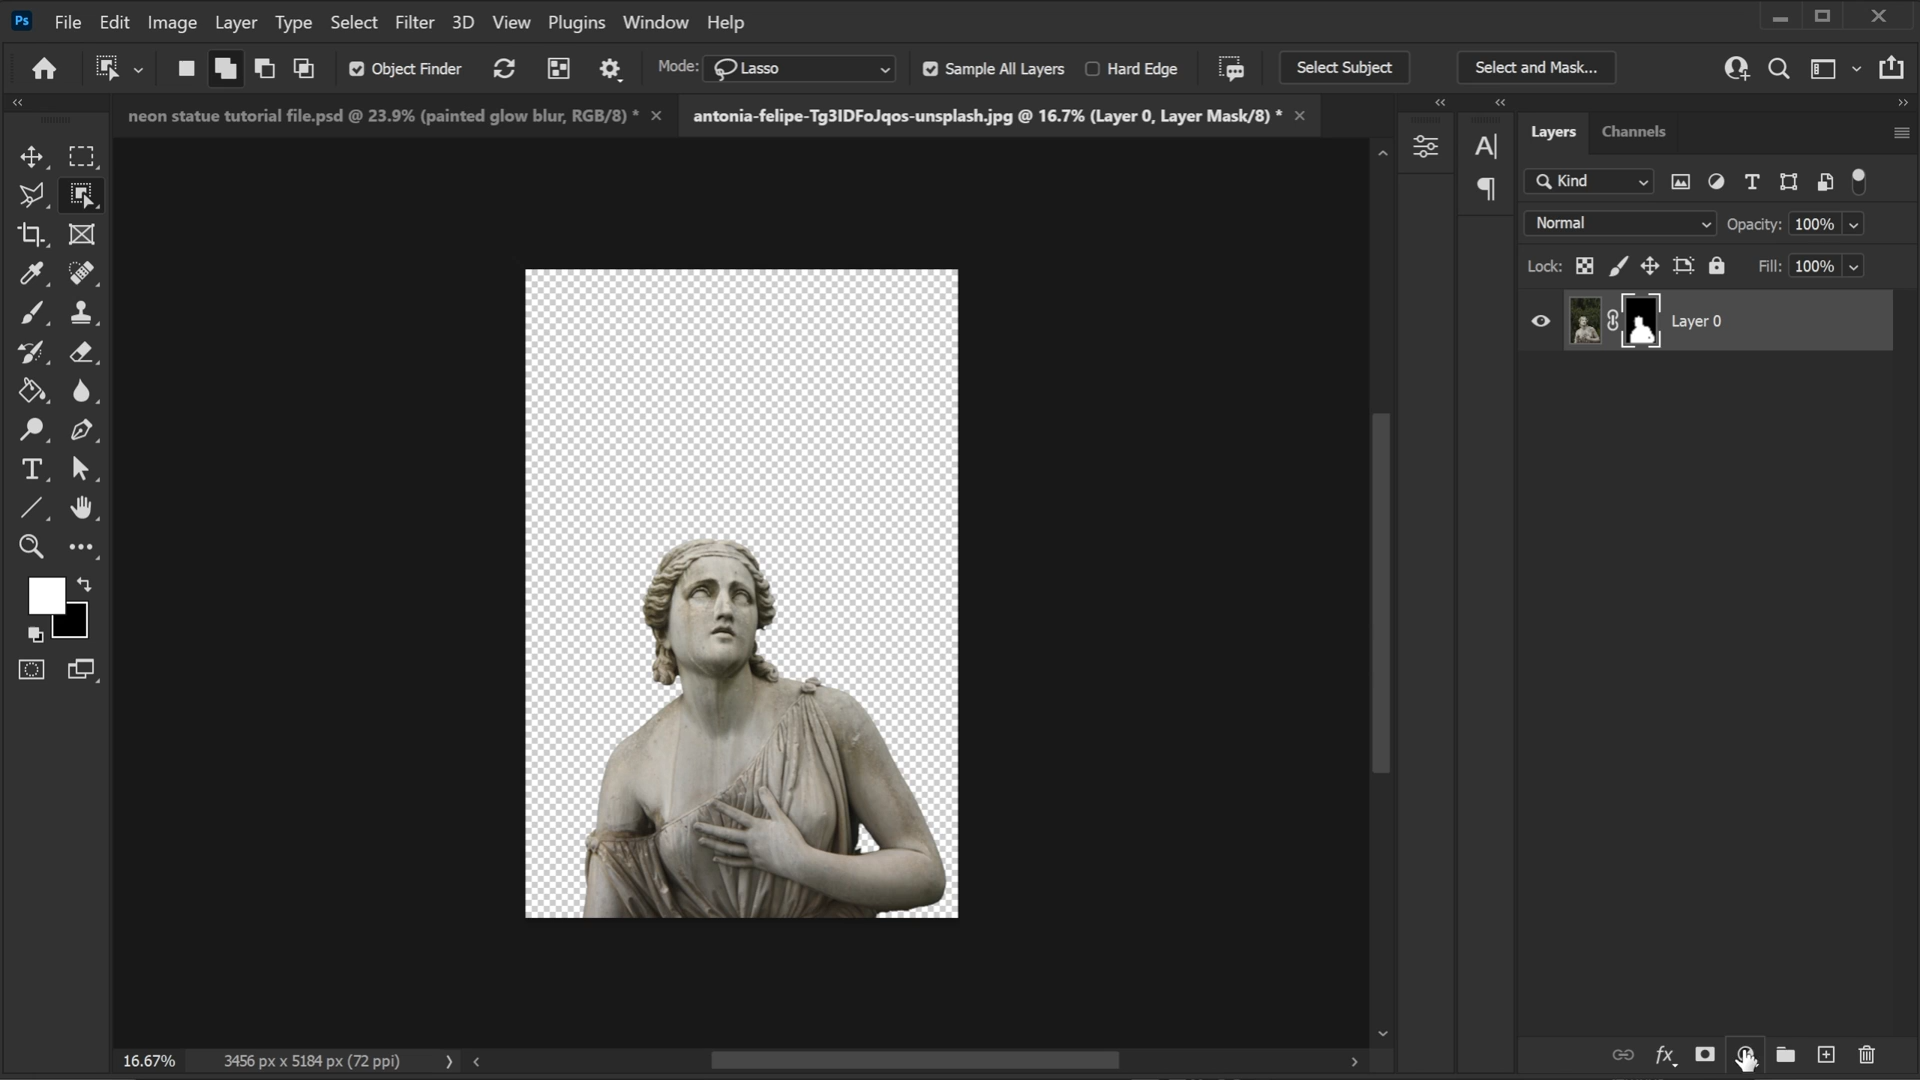 Ps File Edit Image Layer Type Select Filter 3D View Plugins Window Help
Object Finder Mode: Lasso Sample All Layers Hard Edge Select Subject Select and Mask...
neon statue tutorial file.psd @ 23.9% (painted glow blur, RGB/8) * antonia-felipe-Tg3IDFoJqos-unsplash.jpg @ 16.7% (Layer 0, Layer Mask/8) *
Layers Channels
Kind
Normal Opacity: 100%
Lock: Fill: 100%
Layer 0
16.67% 3456 px x 5184 px (72 ppi)
fx